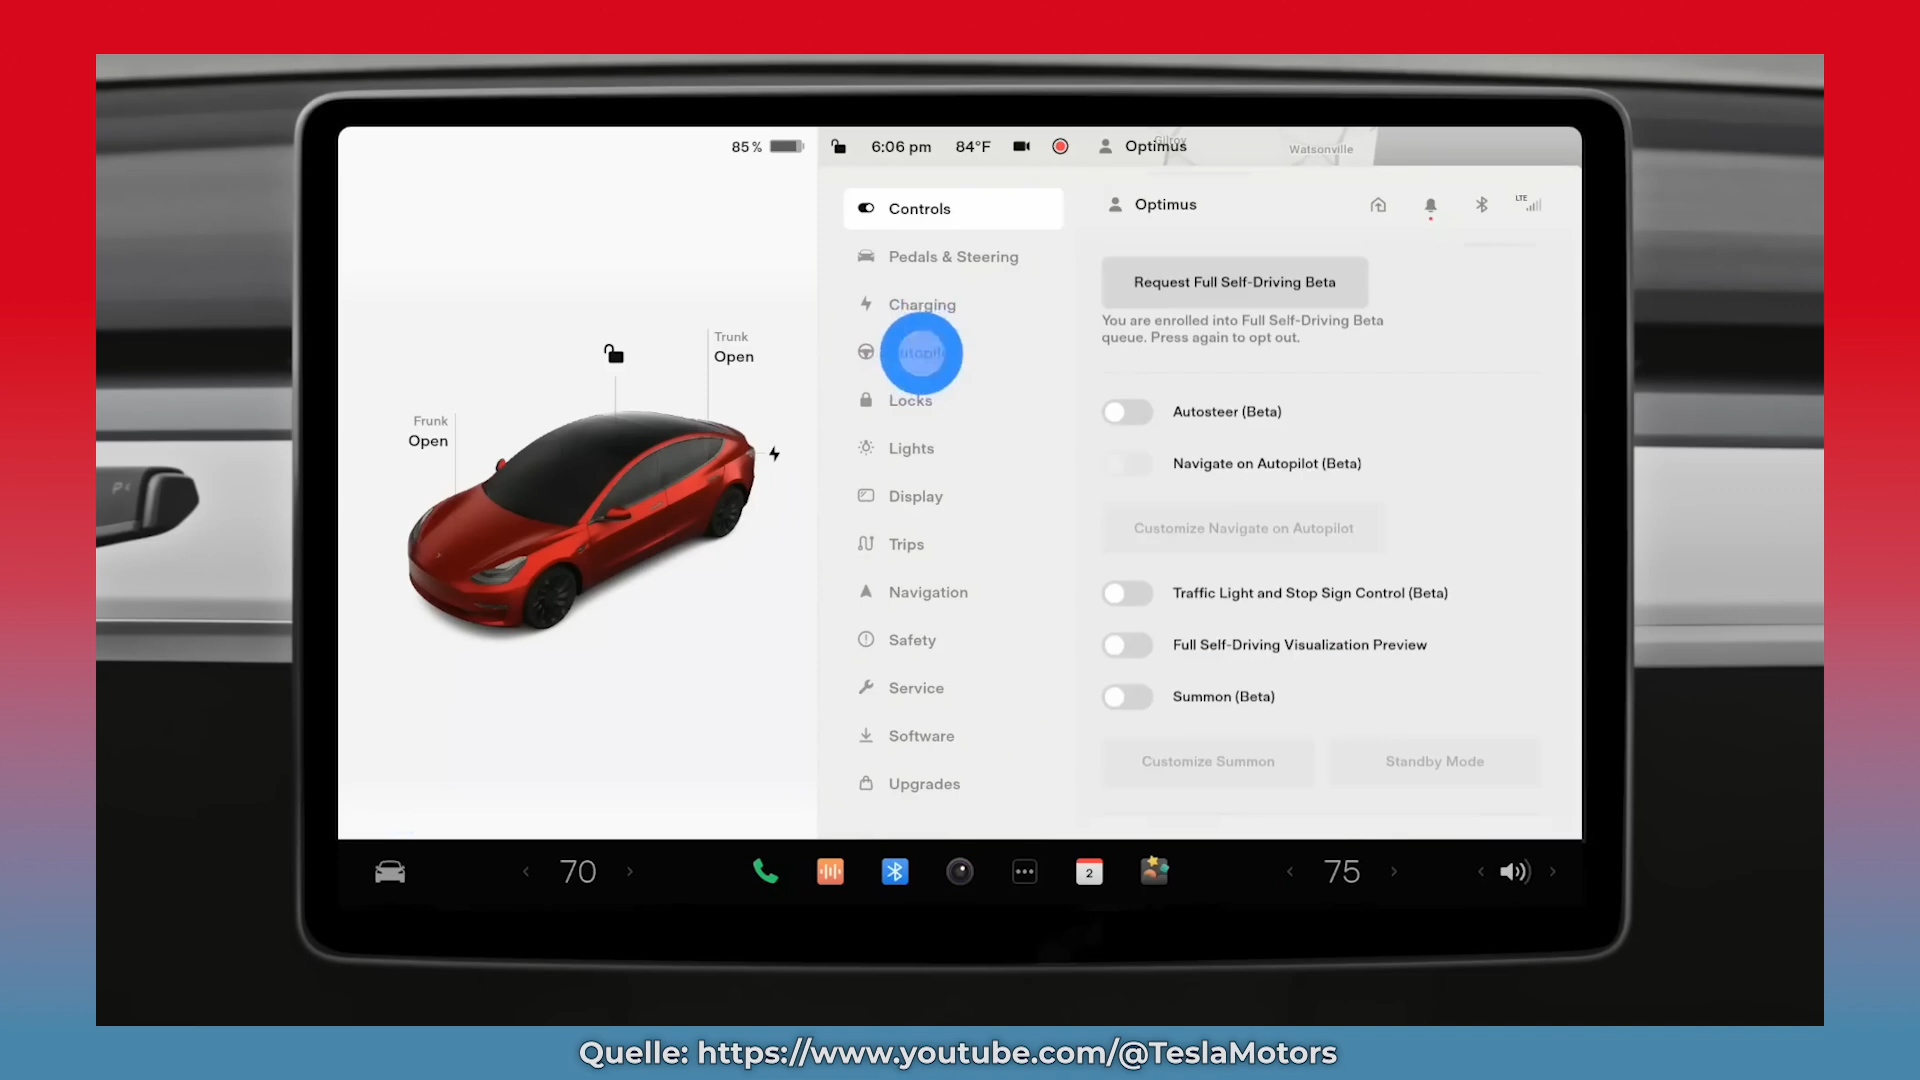 85 %
6:06 pm
84°F
Optimus
Gilroy
Watsonville
Controls
Pedals & Steering
Charging
Autopilot
Locks
Lights
Display
Trips
Navigation
Safety
Service
Software
Upgrades
Optimus
LTE
Request Full Self-Driving Beta
You are enrolled into Full Self-Driving Beta
queue. Press again to opt out.
Autosteer (Beta)
Navigate on Autopilot (Beta)
Customize Navigate on Autopilot
Traffic Light and Stop Sign Control (Beta)
Full Self-Driving Visualization Preview
Summon (Beta)
Customize Summon
Standby Mode
Trunk
Open
Frunk
Open
70
2
75
Quelle: https://www.youtube.com/@TeslaMotors